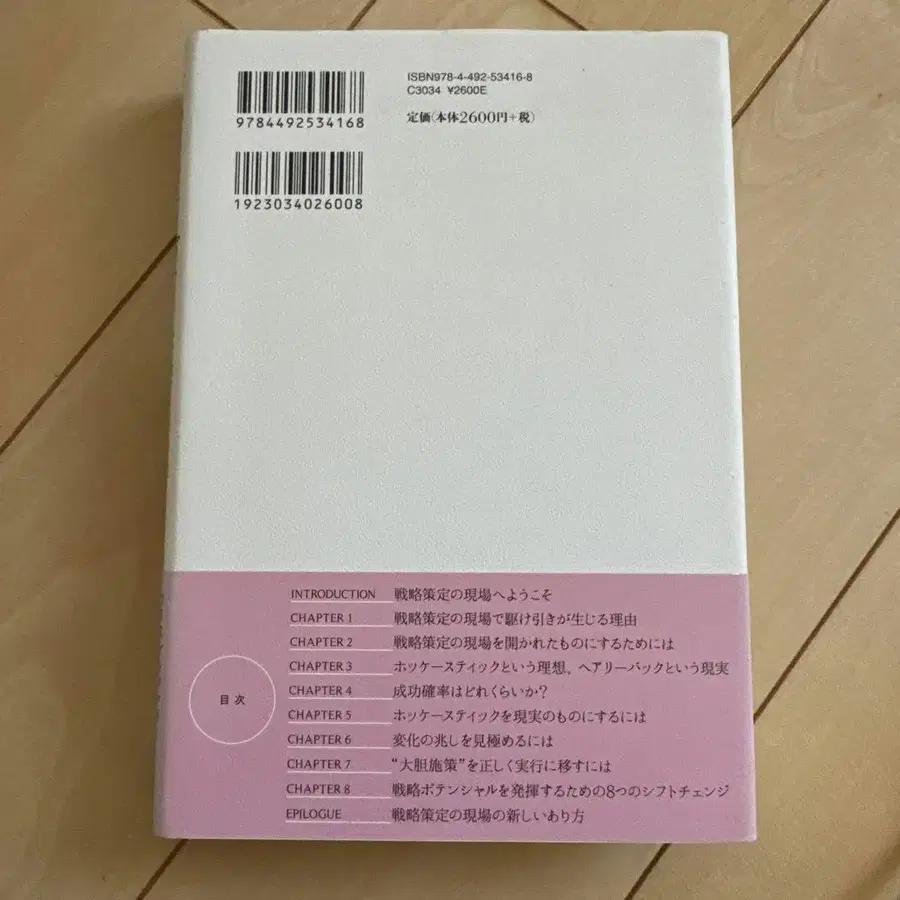 9784492534168
ISBN978-4-492-53416-8
C3034 ¥2600E
定価(本体2600円+税)
1923034026008
目次
INTRODUCTION 戦略策定の現場へようこそ
CHAPTER 1 戦略策定の現場で駆け引きが生じる理由
CHAPTER 2 戦略策定の現場を開かれたものにするためには
CHAPTER 3 ホッケースティックという理想，ヘアリーバックという現実
CHAPTER 4 成功確率はどれくらいか?
CHAPTER 5 ホッケースティックを現実のものにするには
CHAPTER 6 変化の兆しを見極めるには
CHAPTER 7 “大胆施策”を正しく実行に移すには
CHAPTER 8 戦略ポテンシャルを発揮するための8つのシフトチェンジ
EPILOGUE 戦略策定の現場の新しいあり方